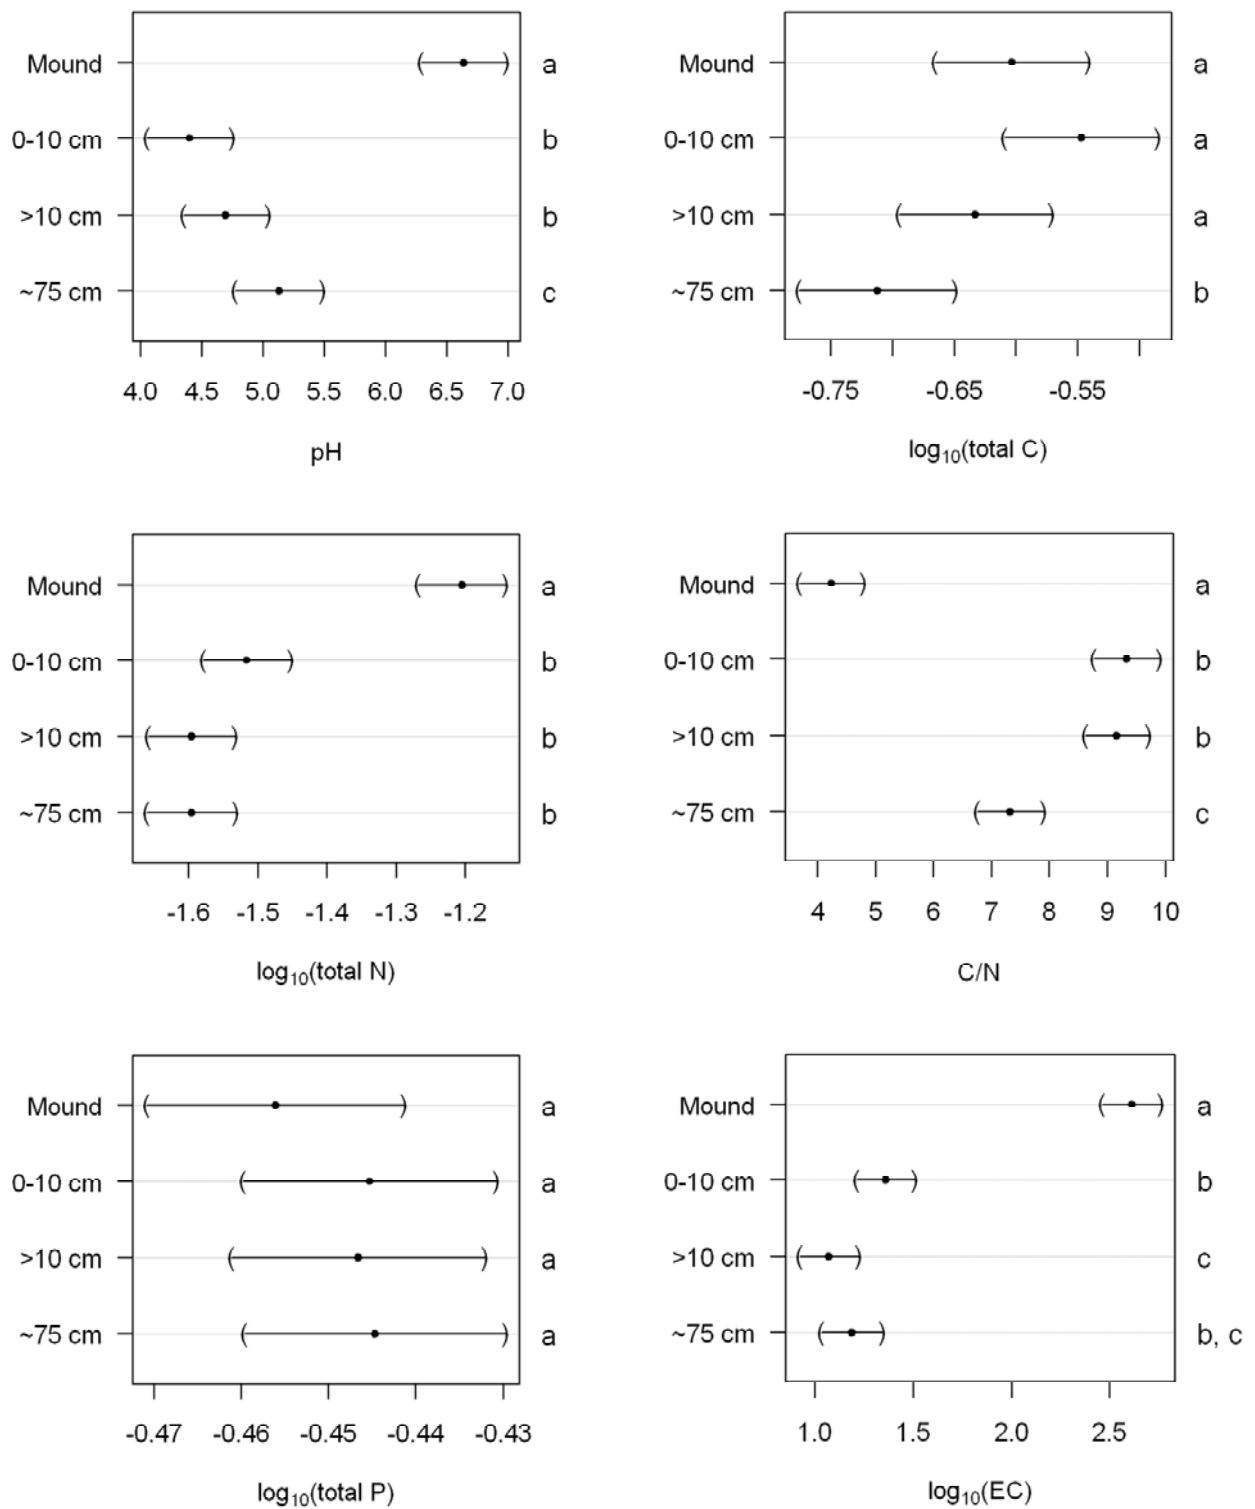 Mound a
0-10 cm b
>10 cm b
~75 cm c
4.0 4.5 5.0 5.5 6.0 6.5 7.0
pH
Mound a
0-10 cm a
>10 cm a
~75 cm b
-0.75 -0.65 -0.55
log₁₀(total C)
Mound a
0-10 cm b
>10 cm b
~75 cm b
-1.6 -1.5 -1.4 -1.3 -1.2
log₁₀(total N)
Mound a
0-10 cm b
>10 cm b
~75 cm c
4 5 6 7 8 9 10
C/N
Mound a
0-10 cm a
>10 cm a
~75 cm a
-0.47 -0.46 -0.45 -0.44 -0.43
log₁₀(total P)
Mound a
0-10 cm b
>10 cm c
~75 cm b, c
1.0 1.5 2.0 2.5
log₁₀(EC)